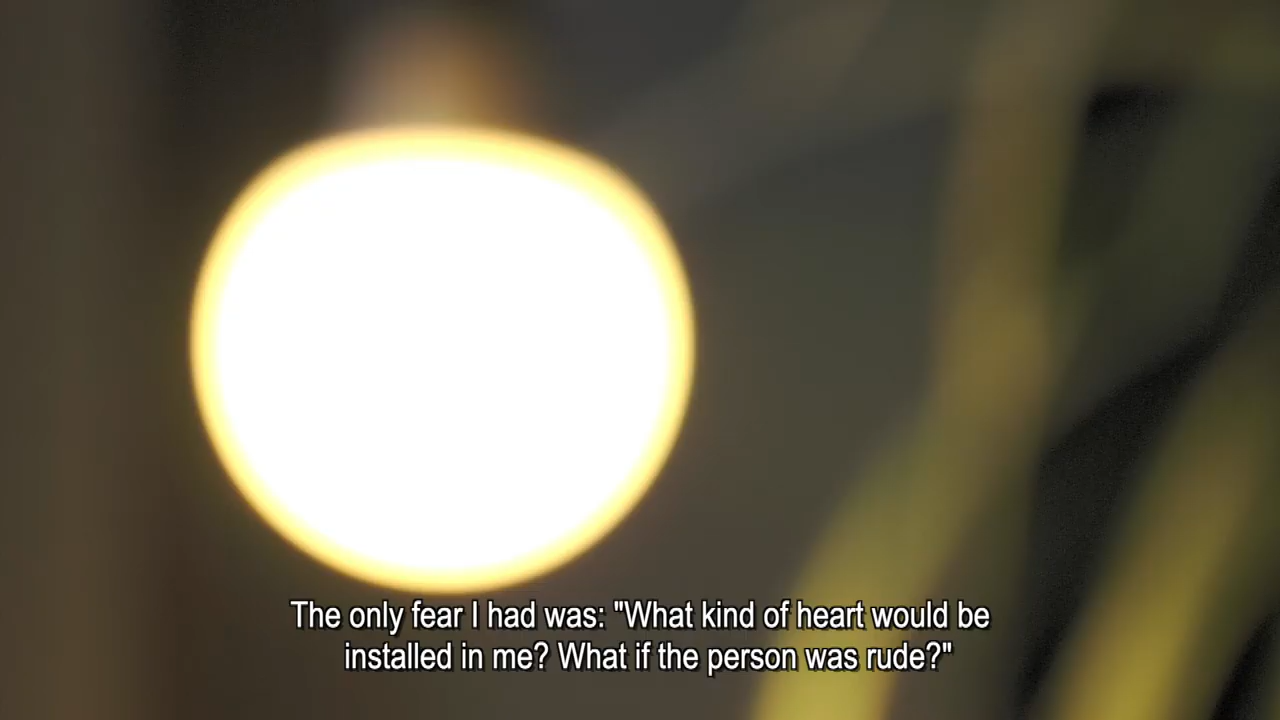 The only fear I had was: "What kind of heart would be
installed in me? What if the person was rude?"